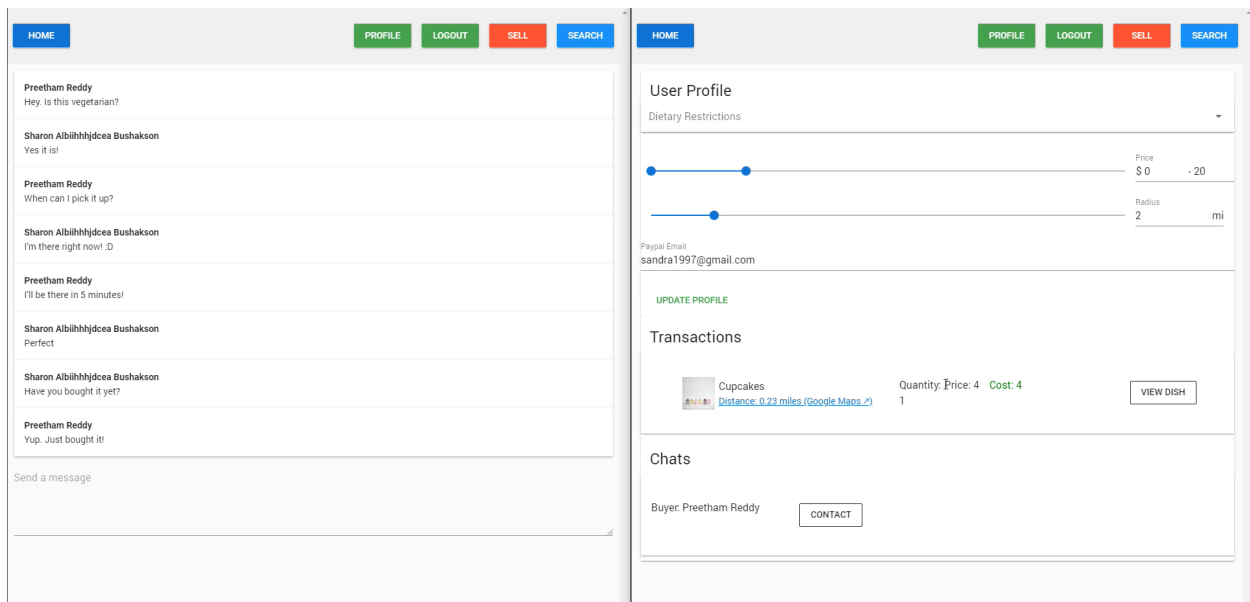 HOME PROFILE LOGOUT SELL SEARCH
Preetham Reddy
Hey. Is this vegetarian?
Sharon Albiihhhjdcea Bushakson
Yes it is!
Preetham Reddy
When can I pick it up?
Sharon Albiihhhjdcea Bushakson
I'm there right now! :D
Preetham Reddy
I'll be there in 5 minutes!
Sharon Albiihhhjdcea Bushakson
Perfect
Sharon Albiihhhjdcea Bushakson
Have you bought it yet?
Preetham Reddy
Yup. Just bought it!
Send a message
HOME PROFILE LOGOUT SELL SEARCH
User Profile
Dietary Restrictions
Price
$ 0 - 20
Radius
2 mi
Paypal Email
sandra1997@gmail.com
UPDATE PROFILE
Transactions
Cupcakes
Distance: 0.23 miles (Google Maps ↗)
Quantity: Price: 4 Cost: 4
1
VIEW DISH
Chats
Buyer: Preetham Reddy
CONTACT